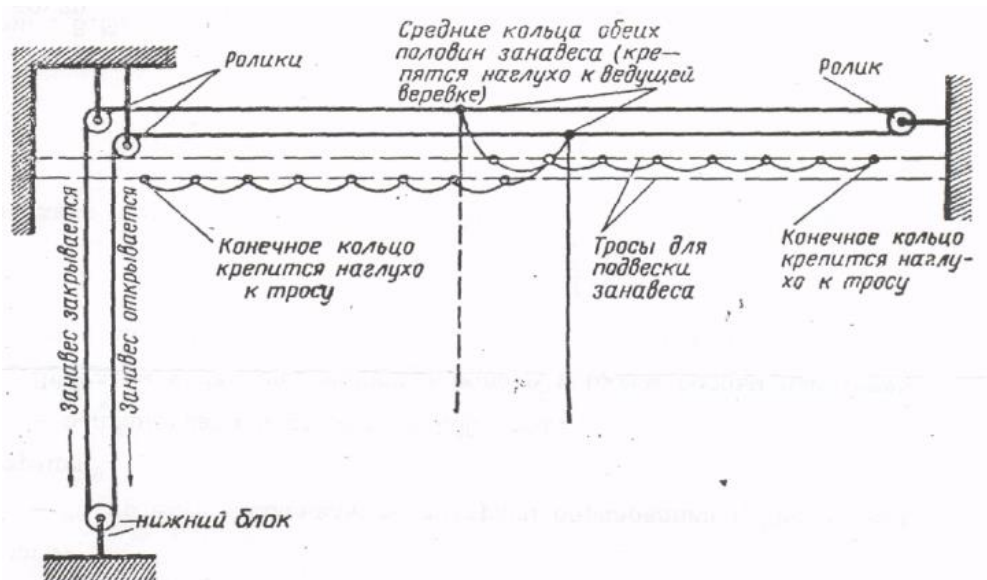 Средние кольца обеих
половин занавеса (кре-
пятся наглухо к ведущей
веревке)
Ролики
Ролик
Конечное кольцо
крепится наглухо
к тросу
Тросы для
подвески
занавеса
Конечное кольцо
крепится наглу-
хо к тросу
Занавес закрывается
Занавес открывается
нижний блок